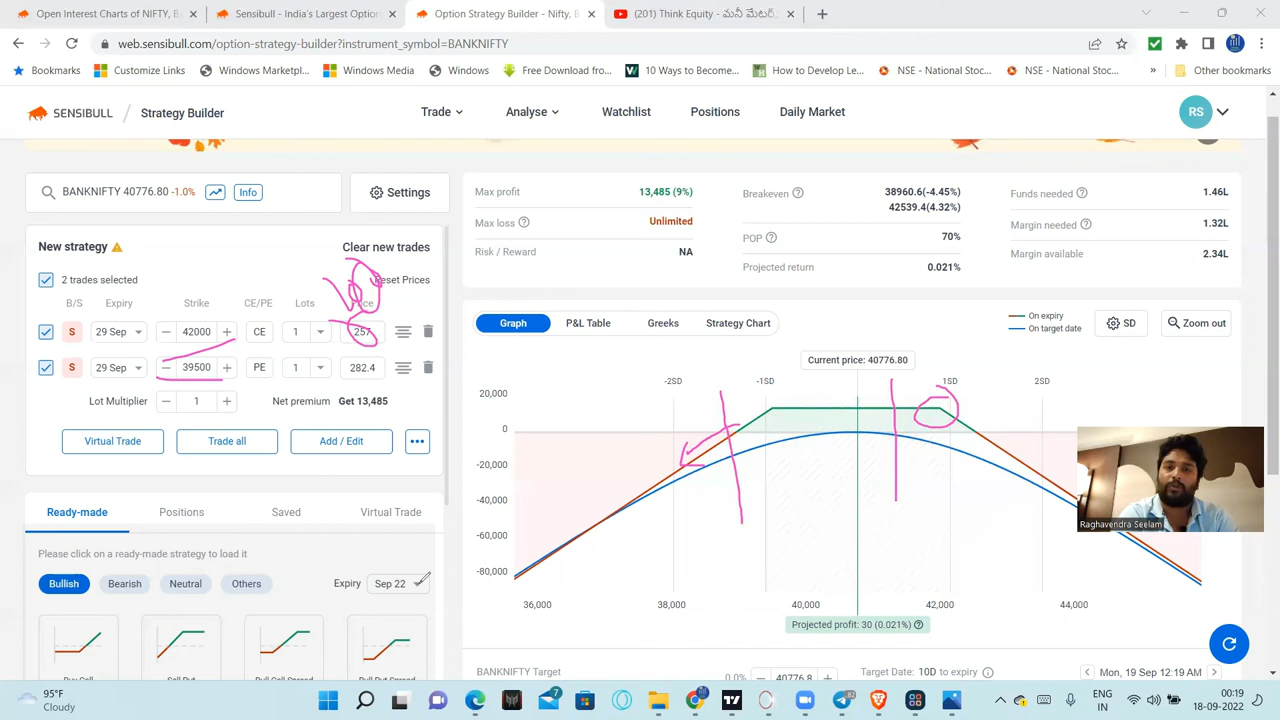 Open Interest Charts of NIFTY, B
Sensibull - India's Largest Option
Option Strategy Builder - Nifty, B
(201) Think Equity - మనీ మేటర్
web.sensibull.com/option-strategy-builder?instrument_symbol=BANKNIFTY
Bookmarks
Customize Links
Windows Marketpl...
Windows Media
Windows
Free Download from...
10 Ways to Become...
How to Develop Le...
NSE - National Stoc...
NSE - National Stoc...
»
Other bookmarks
SENSIBULL / Strategy Builder
Trade
Analyse
Watchlist
Positions
Daily Market
RS
BANKNIFTY 40776.80 -1.0%
Info
Settings
Max profit 13,485 (9%)
Max loss Unlimited
Risk / Reward NA
Breakeven 38960.6(-4.45%)
42539.4(4.32%)
POP 70%
Projected return 0.021%
Funds needed 1.46L
Margin needed 1.32L
Margin available 2.34L
New strategy
Clear new trades
2 trades selected
Reset Prices
B/S Expiry Strike CE/PE Lots
S 29 Sep − 42000 + CE 1 257
S 29 Sep − 39500 + PE 1 282.4
Lot Multiplier − 1 + Net premium Get 13,485
Virtual Trade
Trade all
Add / Edit
Graph
P&L Table
Greeks
Strategy Chart
On expiry
On target date
SD
Zoom out
Current price: 40776.80
-2SD -1SD 1SD 2SD
20,000
0
-20,000
-40,000
-60,000
-80,000
36,000 38,000 40,000 42,000 44,000
Projected profit: 30 (0.021%)
Raghavendra Seelam
Ready-made
Positions
Saved
Virtual Trade
Please click on a ready-made strategy to load it
Bullish
Bearish
Neutral
Others
Expiry Sep 22
BANKNIFTY Target 0.0% − 40776.8 +
Target Date: 10D to expiry
Mon, 19 Sep 12:19 AM
95°F
Cloudy
7
ENG
IN
00:19
18-09-2022